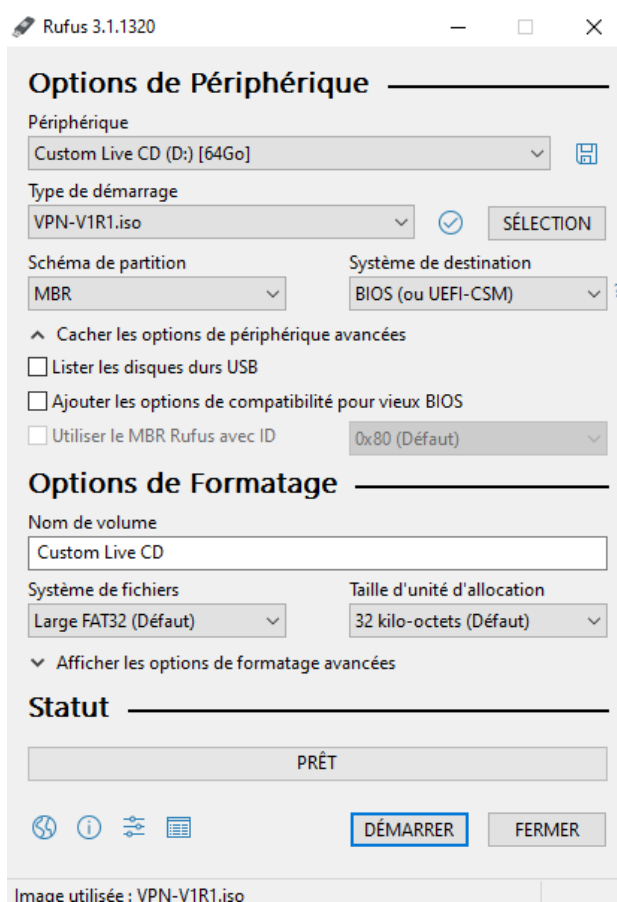 Rufus 3.1.1320
Options de Périphérique
Périphérique
Custom Live CD (D:) [64Go]
Type de démarrage
VPN-V1R1.iso
SÉLECTION
Schéma de partition
Système de destination
MBR
BIOS (ou UEFI-CSM)
?
Cacher les options de périphérique avancées
Lister les disques durs USB
Ajouter les options de compatibilité pour vieux BIOS
Utiliser le MBR Rufus avec ID
0x80 (Défaut)
Options de Formatage
Nom de volume
Custom Live CD
Système de fichiers
Taille d'unité d'allocation
Large FAT32 (Défaut)
32 kilo-octets (Défaut)
Afficher les options de formatage avancées
Statut
PRÊT
DÉMARRER
FERMER
Image utilisée : VPN-V1R1.iso